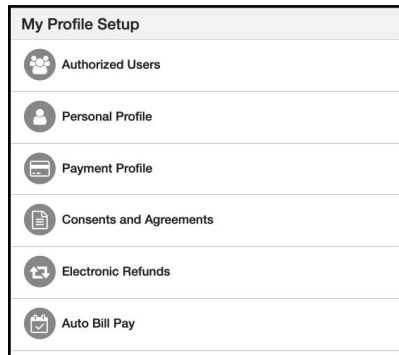 My Profile Setup
Authorized Users
Personal Profile
Payment Profile
Consents and Agreements
Electronic Refunds
Auto Bill Pay